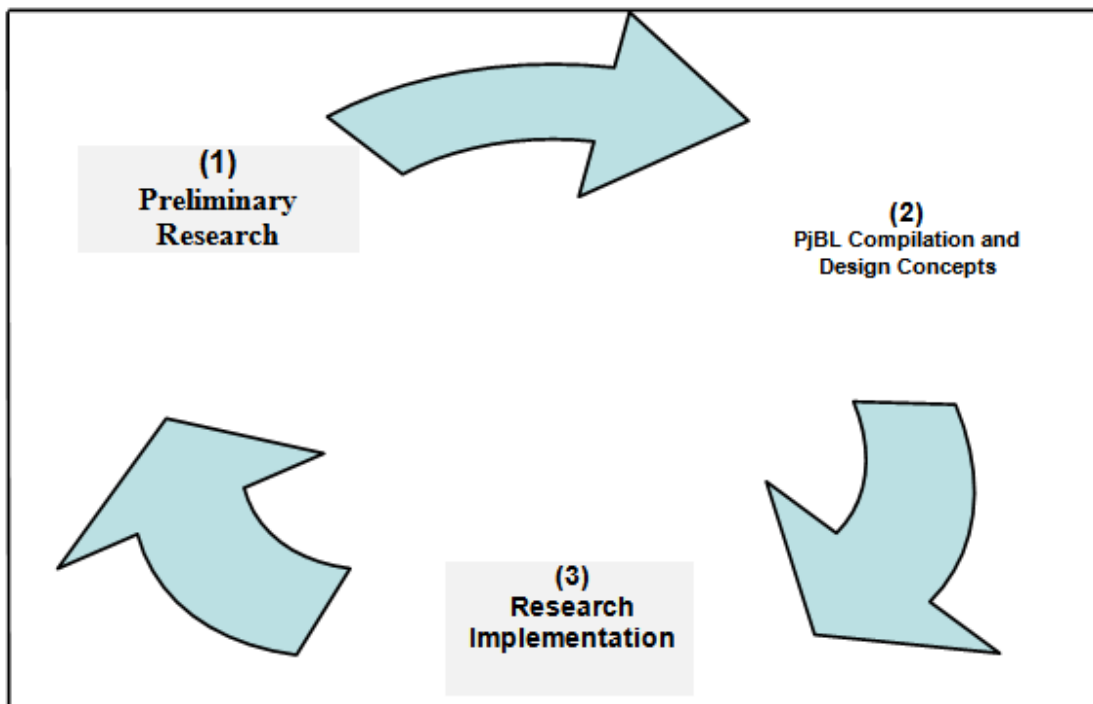 (1)
Preliminary
Research
(2)
PjBL Compilation and
Design Concepts
(3)
Research
Implementation